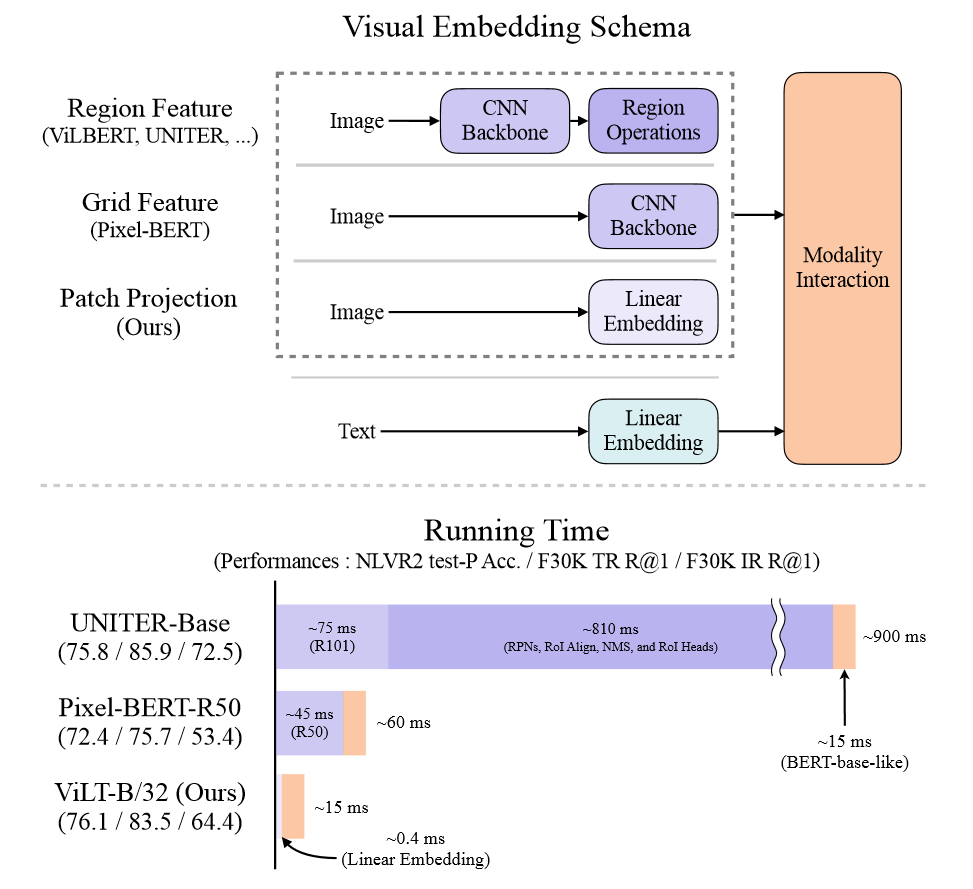 Visual Embedding Schema
Region Feature
(ViLBERT, UNITER, ...)
Image
CNN
Backbone
Region
Operations
Grid Feature
(Pixel-BERT)
Image
CNN
Backbone
Modality
Interaction
Patch Projection
(Ours)
Image
Linear
Embedding
Text
Linear
Embedding
Running Time
(Performances : NLVR2 test-P Acc. / F30K TR R@1 / F30K IR R@1)
UNITER-Base
(75.8 / 85.9 / 72.5)
~75 ms
(R101)
~810 ms
(RPNs, RoI Align, NMS, and RoI Heads)
~900 ms
Pixel-BERT-R50
(72.4 / 75.7 / 53.4)
~45 ms
(R50)
~60 ms
~15 ms
(BERT-base-like)
ViLT-B/32 (Ours)
(76.1 / 83.5 / 64.4)
~15 ms
~0.4 ms
(Linear Embedding)